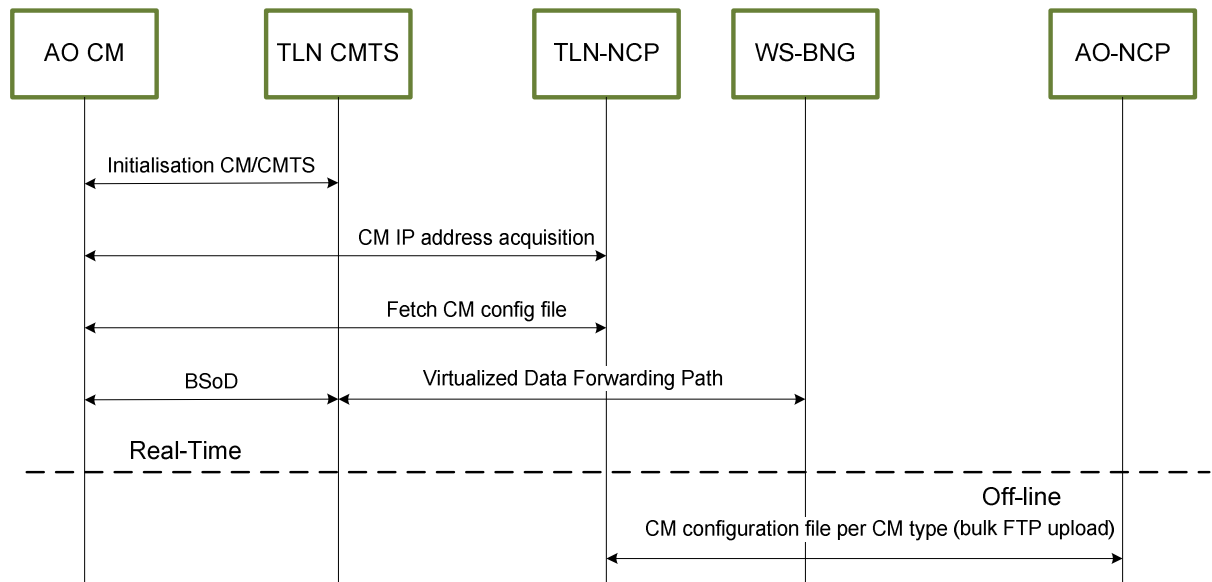 AO CM
TLN CMTS
TLN-NCP
WS-BNG
AO-NCP
Initialisation CM/CMTS
CM IP address acquisition
Fetch CM config file
BSoD
Virtualized Data Forwarding Path
Real-Time
Off-line
CM configuration file per CM type (bulk FTP upload)